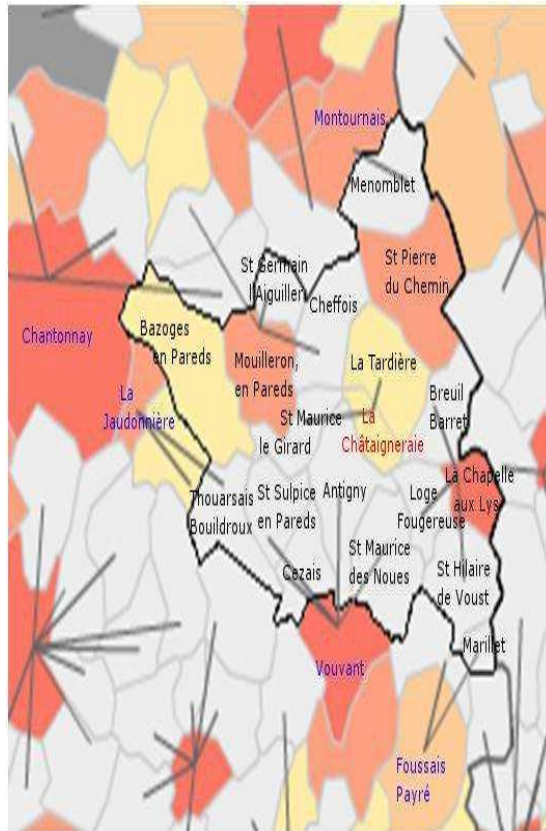 Montournais
Menomblet
St Germain
l'Aiguiller
St Pierre
du Chemin
Cheffois
Chantonnay
Bazoges
en Pareds
Mouilleron,
en Pareds
La Tardière
La
Jaudonnière
St Maurice
le Girard
La
Châtaigneraie
Breuil
Barret
Thouarsais
Bouildroux
St Sulpice
en Pareds
Antigny
Loge
Fougereuse
La Chapelle
aux Lys
Cezais
St Maurice
des Noues
St Hilaire
de Voust
Marillet
Vouvant
Foussais
Payré